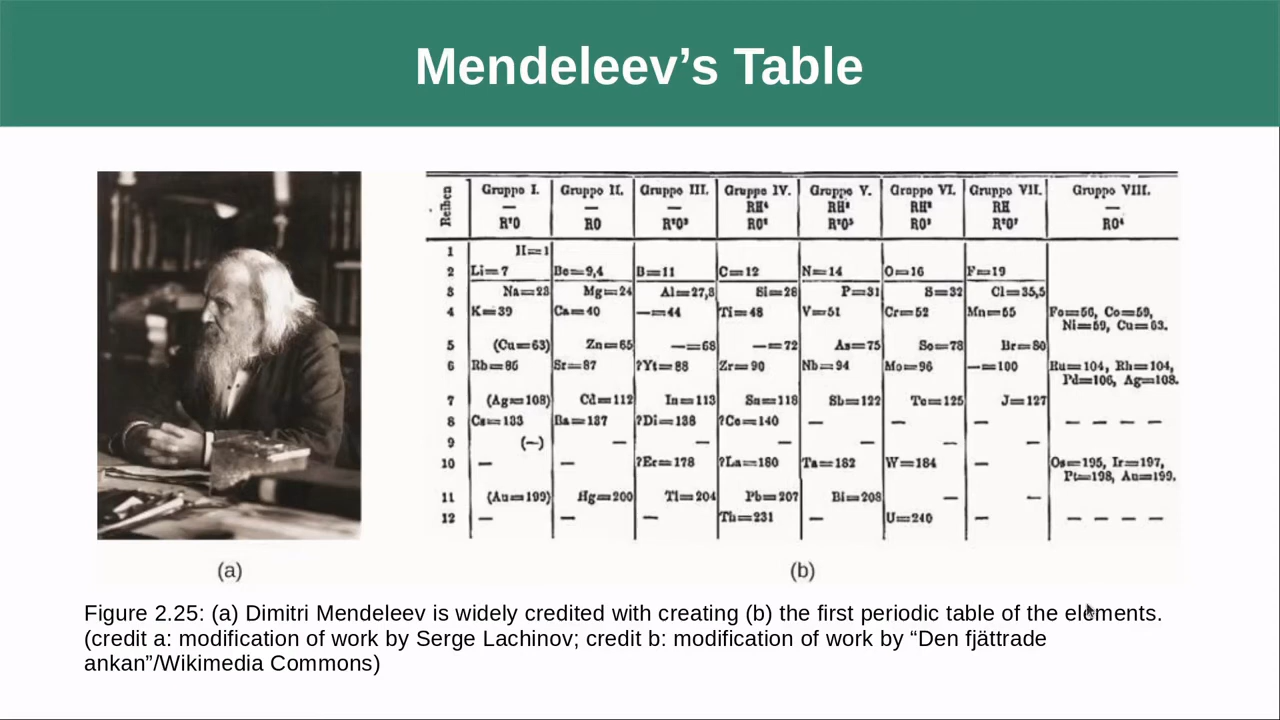 Mendeleev’s Table
Reihen Gruppo I. Gruppo II. Gruppo III. Gruppo IV. Gruppo V. Gruppo VI. Gruppo VII. Gruppo VIII.
— — — RH⁴ RH³ RH² RH —
R²O RO R²O³ RO² R²O⁵ RO³ R²O⁷ RO⁴
1 H=1
2 Li=7 Be=9,4 B=11 C=12 N=14 O=16 F=19
3 Na=23 Mg=24 Al=27,3 Si=28 P=31 S=32 Cl=35,5
4 K=39 Ca=40 —=44 Ti=48 V=51 Cr=52 Mn=55 Fo=56, Co=59,
Ni=59, Cu=63.
5 (Cu=63) Zn=65 —=68 —=72 As=75 So=78 Br=80
6 Rb=86 Sr=87 ?Yt=88 Zr=90 Nb=94 Mo=96 —=100 Ru=104, Rh=104,
Pd=106, Ag=108.
7 (Ag=108) Cd=112 In=113 Sn=118 Sb=122 Te=125 J=127
8 Cs=133 Ba=137 ?Di=138 ?Co=140 — — — — — — —
9 (—) — — — — — —
10 — — ?Er=178 ?La=180 Ta=182 W=184 — Os=195, Ir=197,
Pt=198, Au=199.
11 (Au=199) Hg=200 Tl=204 Pb=207 Bi=208 — —
12 — — — Th=231 — U=240 — — — — —
(a) (b)
Figure 2.25: (a) Dimitri Mendeleev is widely credited with creating (b) the first periodic table of the elements.
(credit a: modification of work by Serge Lachinov; credit b: modification of work by “Den fjättrade
ankan”/Wikimedia Commons)